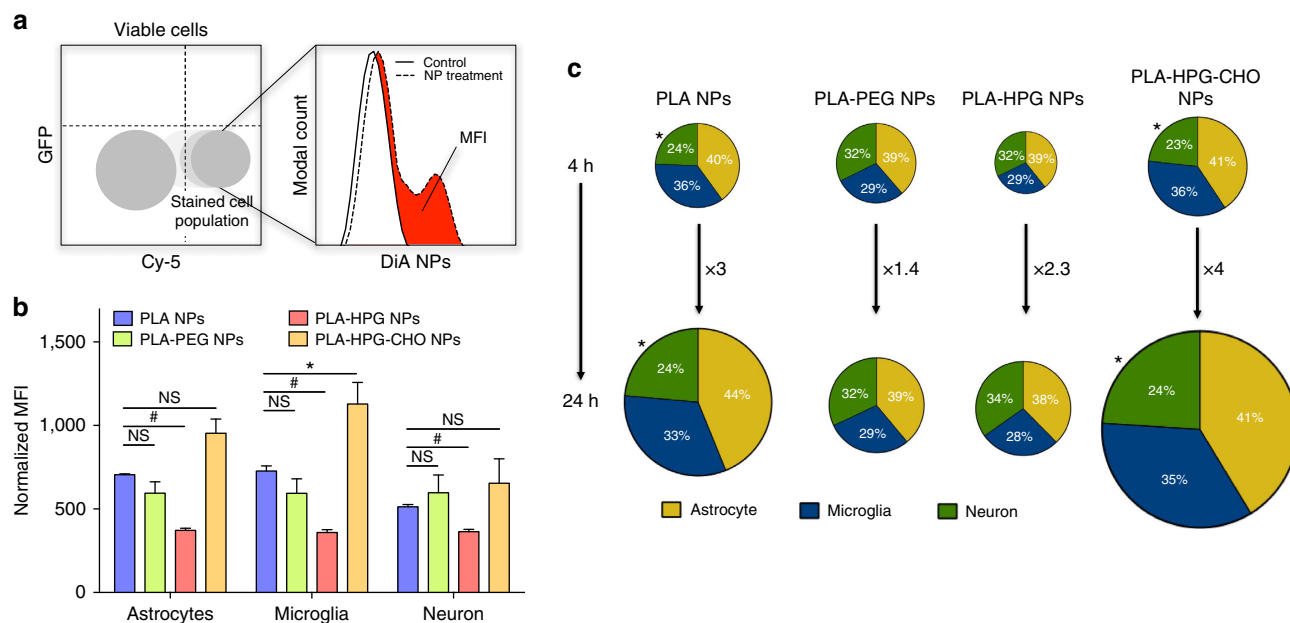 a
Viable cells
GFP
Cy-5
Stained cell
population
Modal count
Control
NP treatment
MFI
DiA NPs
b
Normalized MFI
1,500
1,000
500
0
PLA NPs
PLA-PEG NPs
PLA-HPG NPs
PLA-HPG-CHO NPs
NS
#
NS
*
#
NS
NS
#
NS
Astrocytes
Microglia
Neuron
c
PLA NPs
PLA-PEG NPs
PLA-HPG NPs
PLA-HPG-CHO
NPs
4 h
*
24%
40%
36%
32%
39%
29%
32%
39%
29%
*
23%
41%
36%
×3
×1.4
×2.3
×4
24 h
*
24%
44%
33%
32%
39%
29%
34%
38%
28%
*
24%
41%
35%
Astrocyte
Microglia
Neuron